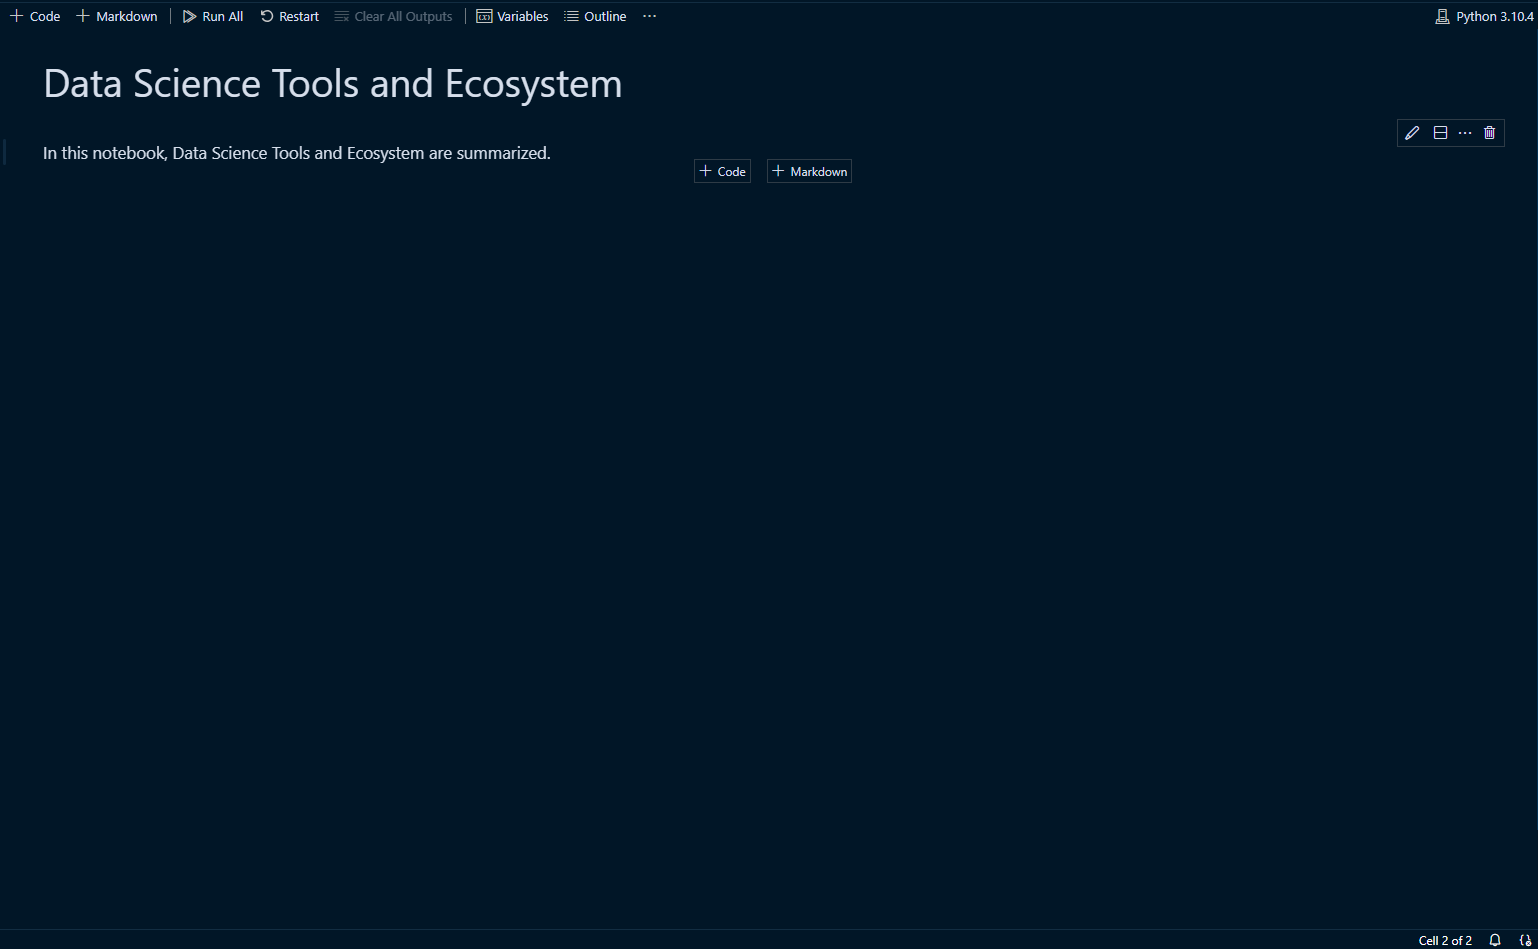 Code Markdown Run All Restart Clear All Outputs Variables Outline ... Python 3.10.4
Data Science Tools and Ecosystem
In this notebook, Data Science Tools and Ecosystem are summarized.
Code Markdown
Cell 2 of 2